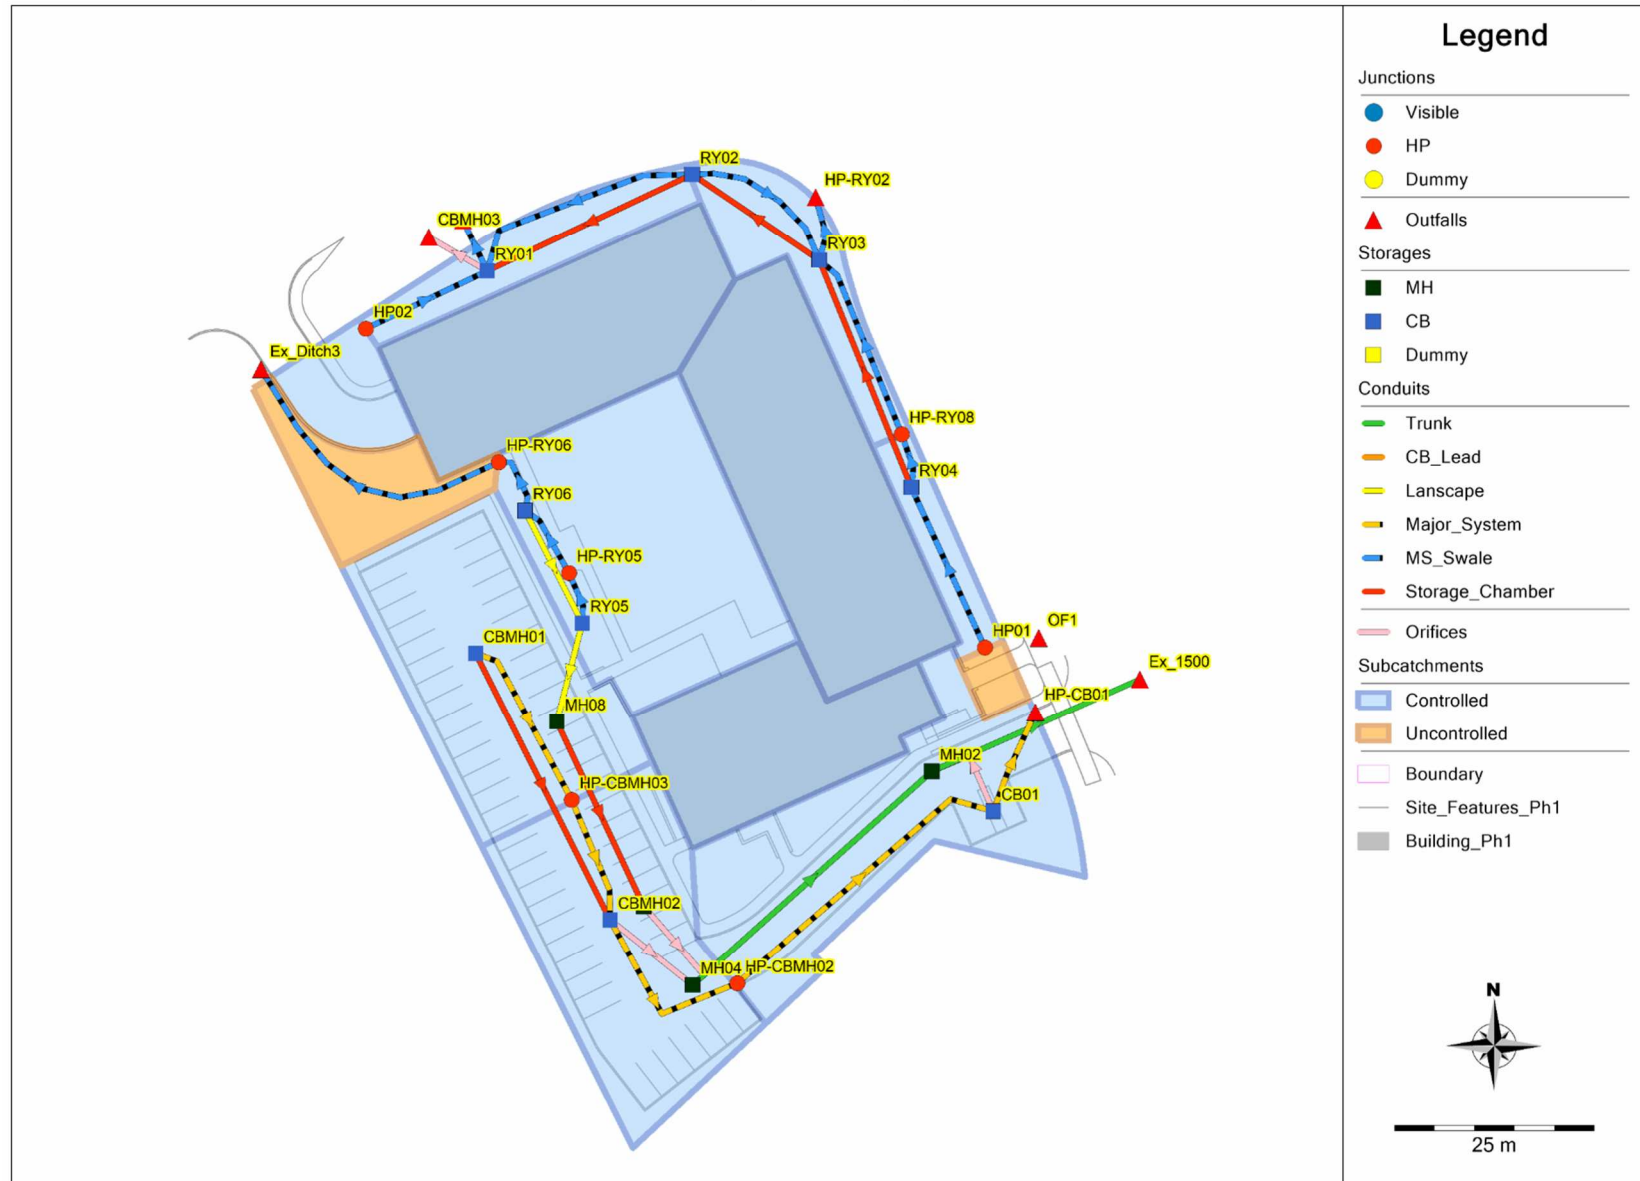 RY02
HP-RY02
CBMH03
RY01
RY03
HP02
Ex_Ditch3
HP-RY08
HP-RY06
RY04
RY06
HP-RY05
RY05
CBMH01
HP01
OF1
Ex_1500
HP-CB01
MH08
MH02
HP-CBMH03
CB01
CBMH02
MH04
HP-CBMH02
Legend
Junctions
Visible
HP
Dummy
Outfalls
Storages
MH
CB
Dummy
Conduits
Trunk
CB_Lead
Lanscape
Major_System
MS_Swale
Storage_Chamber
Orifices
Subcatchments
Controlled
Uncontrolled
Boundary
Site_Features_Ph1
Building_Ph1
N
25 m